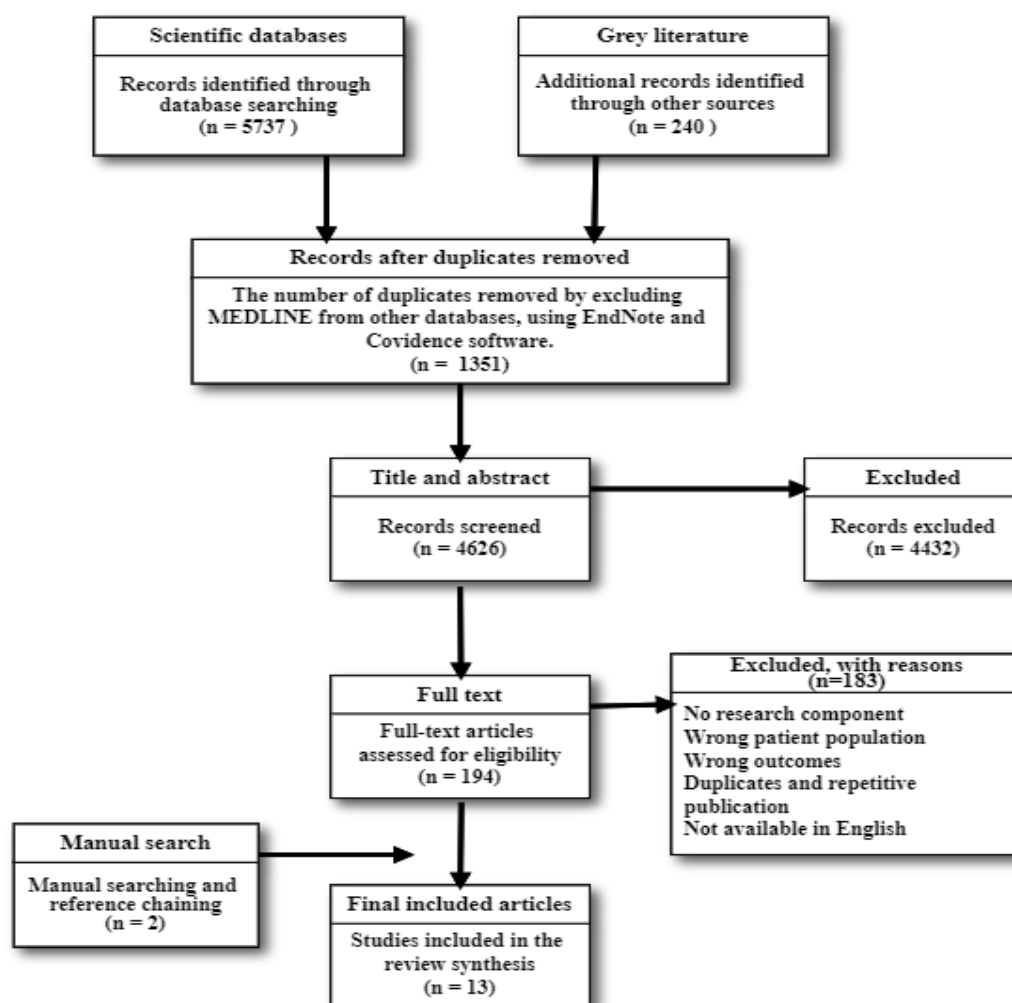 Scientific databases
Records identified through
database searching
(n = 5737 )
Grey literature
Additional records identified
through other sources
(n = 240 )
Records after duplicates removed
The number of duplicates removed by excluding
MEDLINE from other databases, using EndNote and
Covidence software.
(n =  1351)
Title and abstract
Records screened
(n = 4626)
Excluded
Records excluded
(n = 4432)
Full text
Full-text articles
assessed for eligibility
(n = 194)
Excluded, with reasons
(n=183)
No research component
Wrong patient population
Wrong outcomes
Duplicates and repetitive
publication
Not available in English
Manual search
Manual searching and
reference chaining
(n = 2)
Final included articles
Studies included in the
review synthesis
(n = 13)